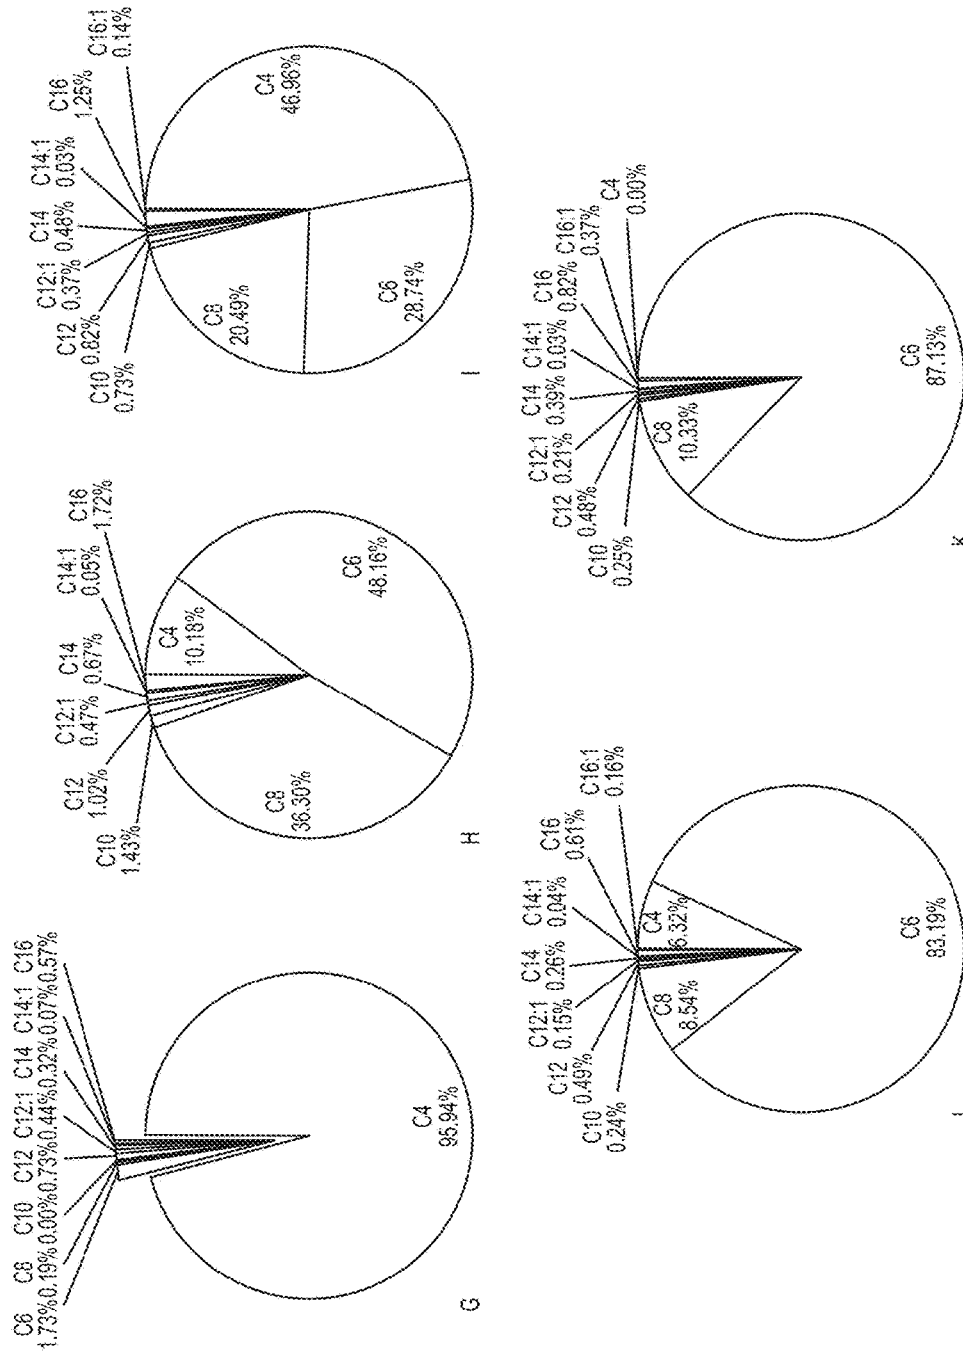 C6 C8 C10 C12 C12:1 C14 C14:1 C16
1.73% 0.19% 0.00% 0.73% 0.44% 0.32% 0.07% 0.57%
C4
95.94%
G
C10
1.43%
C12
1.02%
C12:1
0.47%
C14
0.67%
C14:1
0.05%
C16
1.72%
C4
10.18%
C8
36.30%
C6
48.16%
H
C10
0.73%
C12
0.82%
C12:1
0.37%
C14
0.48%
C14:1
0.03%
C16
1.25%
C16:1
0.14%
C4
46.96%
C8
20.49%
C6
28.74%
I
C10
0.24%
C12
0.49%
C12:1
0.15%
C14
0.26%
C14:1
0.04%
C16
0.61%
C16:1
0.16%
C8
8.54%
C4
6.32%
C6
83.19%
C10
0.25%
C12
0.48%
C12:1
0.21%
C14
0.39%
C14:1
0.03%
C16
0.82%
C16:1
0.37%
C4
0.00%
C8
10.33%
C6
87.13%
K